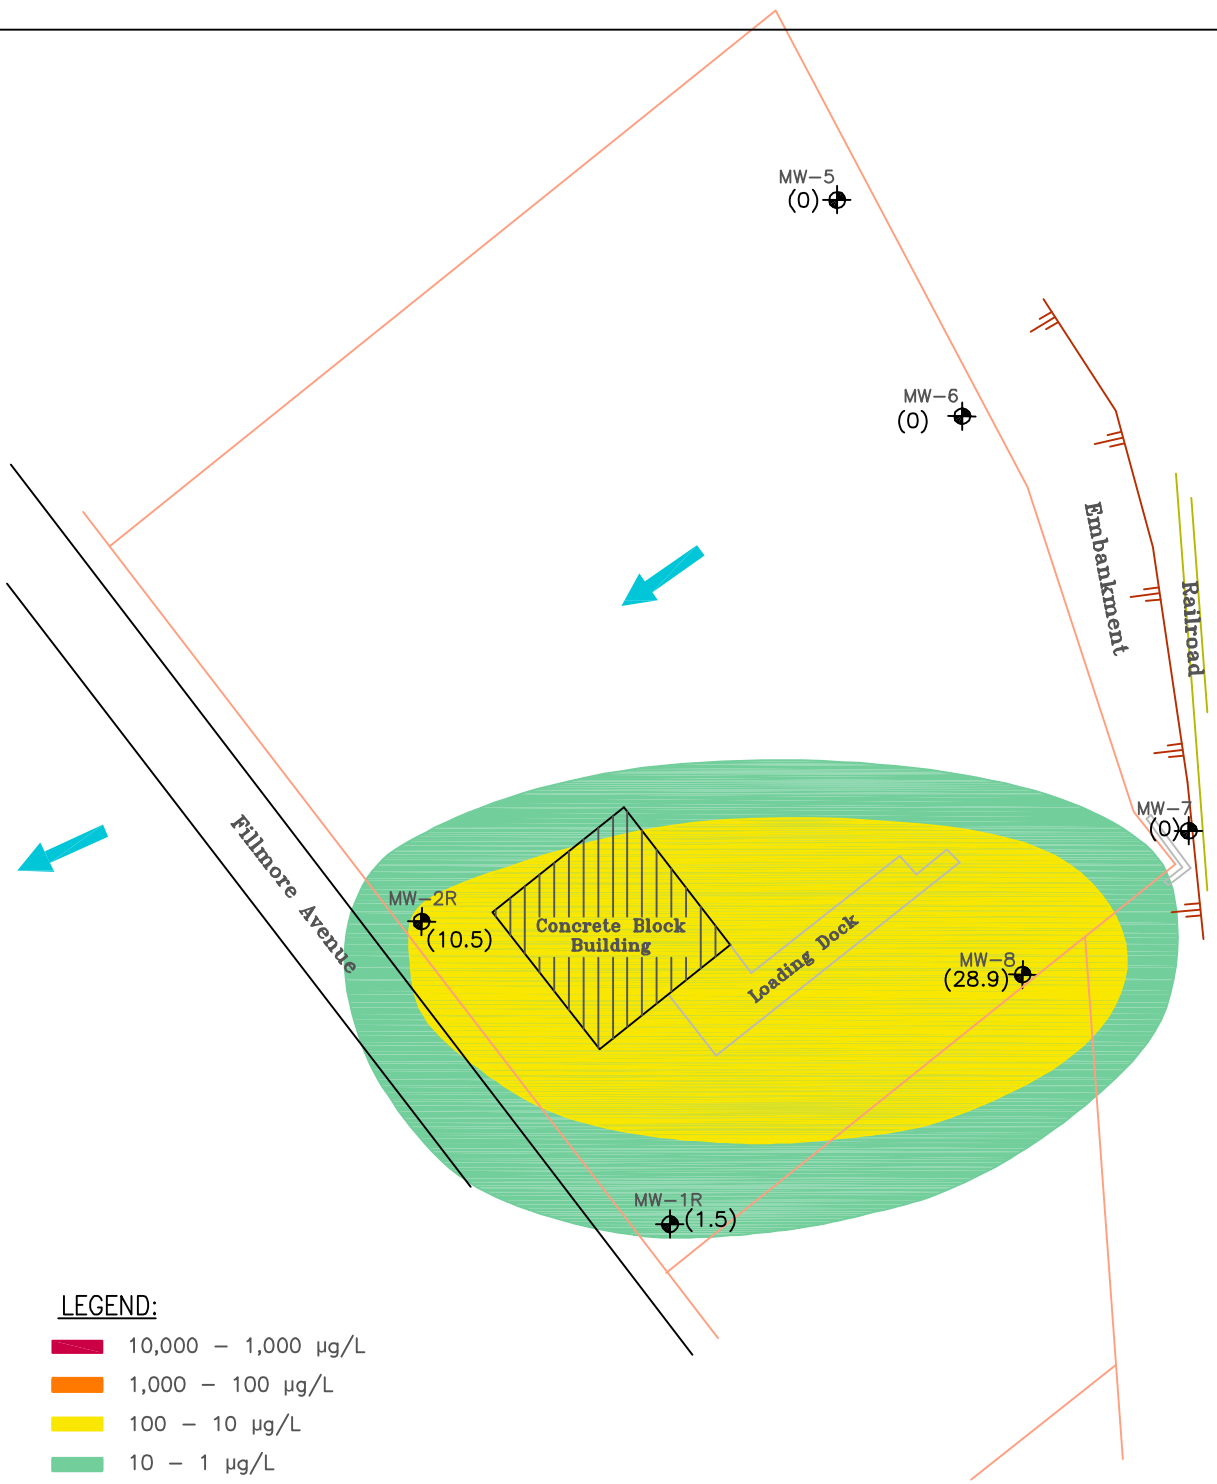 MW-5
(0)
MW-6
(0)
Embankment
Railroad
MW-7
(0)
Fillmore Avenue
MW-2R
(10.5)
Concrete Block
Building
Loading Dock
MW-8
(28.9)
MW-1R
(1.5)
LEGEND:
10,000 - 1,000 µg/L
1,000 - 100 µg/L
100 - 10 µg/L
10 - 1 µg/L